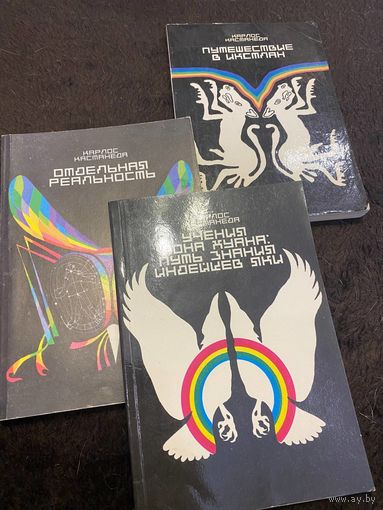 КАРЛОС
КАСТАНЕДА
ПУТЕШЕСТВИЕ
В ИКСТЛАН
КАРЛОС
КАСТАНЕДА
ОТДЕЛЬНАЯ
РЕАЛЬНОСТЬ
КАРЛОС
КАСТАНЕДА
УЧЕНИЯ
ДОНА ХУАНА:
ПУТЬ ЗНАНИЯ
ИНДЕЙЦЕВ ЯКИ
www.ay.by